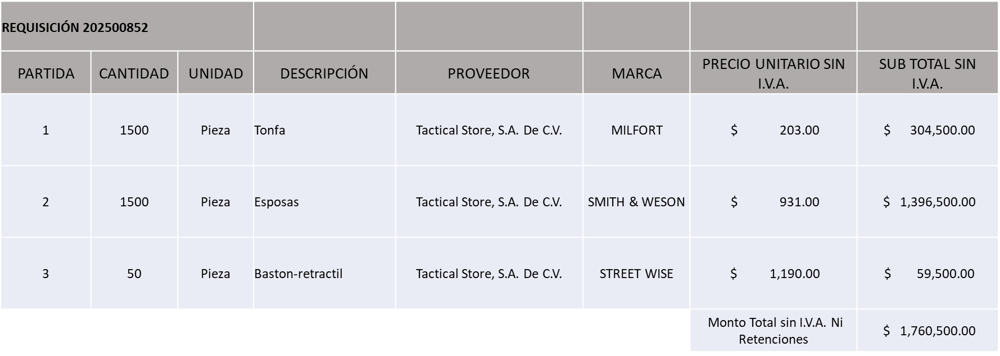 REQUISICIÓN 202500852
PARTIDA CANTIDAD UNIDAD DESCRIPCIÓN PROVEEDOR MARCA PRECIO UNITARIO SIN I.V.A. SUB TOTAL SIN I.V.A.
1 1500 Pieza Tonfa Tactical Store, S.A. De C.V. MILFORT $ 203.00 $ 304,500.00
2 1500 Pieza Esposas Tactical Store, S.A. De C.V. SMITH & WESON $ 931.00 $ 1,396,500.00
3 50 Pieza Baston-retractil Tactical Store, S.A. De C.V. STREET WISE $ 1,190.00 $ 59,500.00
Monto Total sin I.V.A. Ni Retenciones $ 1,760,500.00